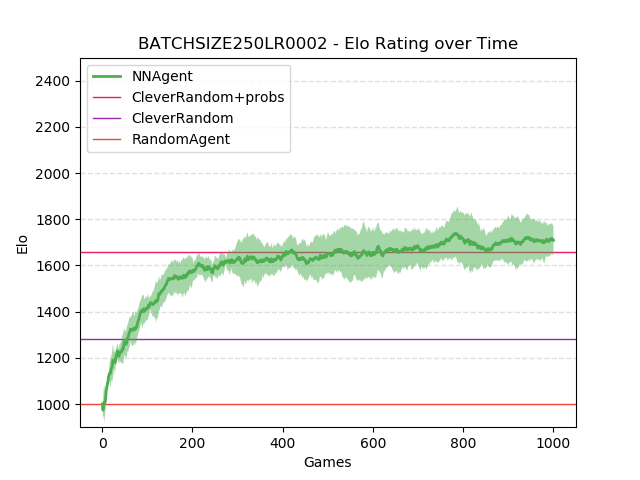 BATCHSIZE250LR0002 - Elo Rating over Time
NNAgent
CleverRandom+probs
CleverRandom
RandomAgent
Elo
2400
2200
2000
1800
1600
1400
1200
1000
0 200 400 600 800 1000
Games